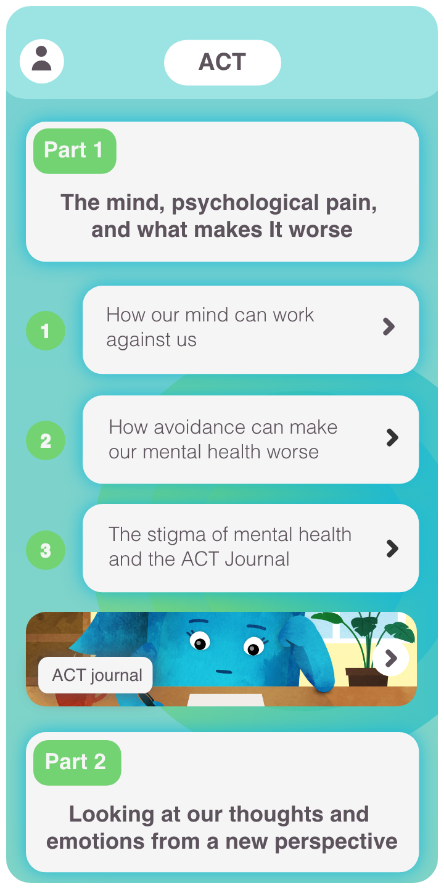 ACT
Part 1
The mind, psychological pain,
and what makes It worse
1
How our mind can work
against us
2
How avoidance can make
our mental health worse
3
The stigma of mental health
and the ACT Journal
ACT journal
Part 2
Looking at our thoughts and
emotions from a new perspective